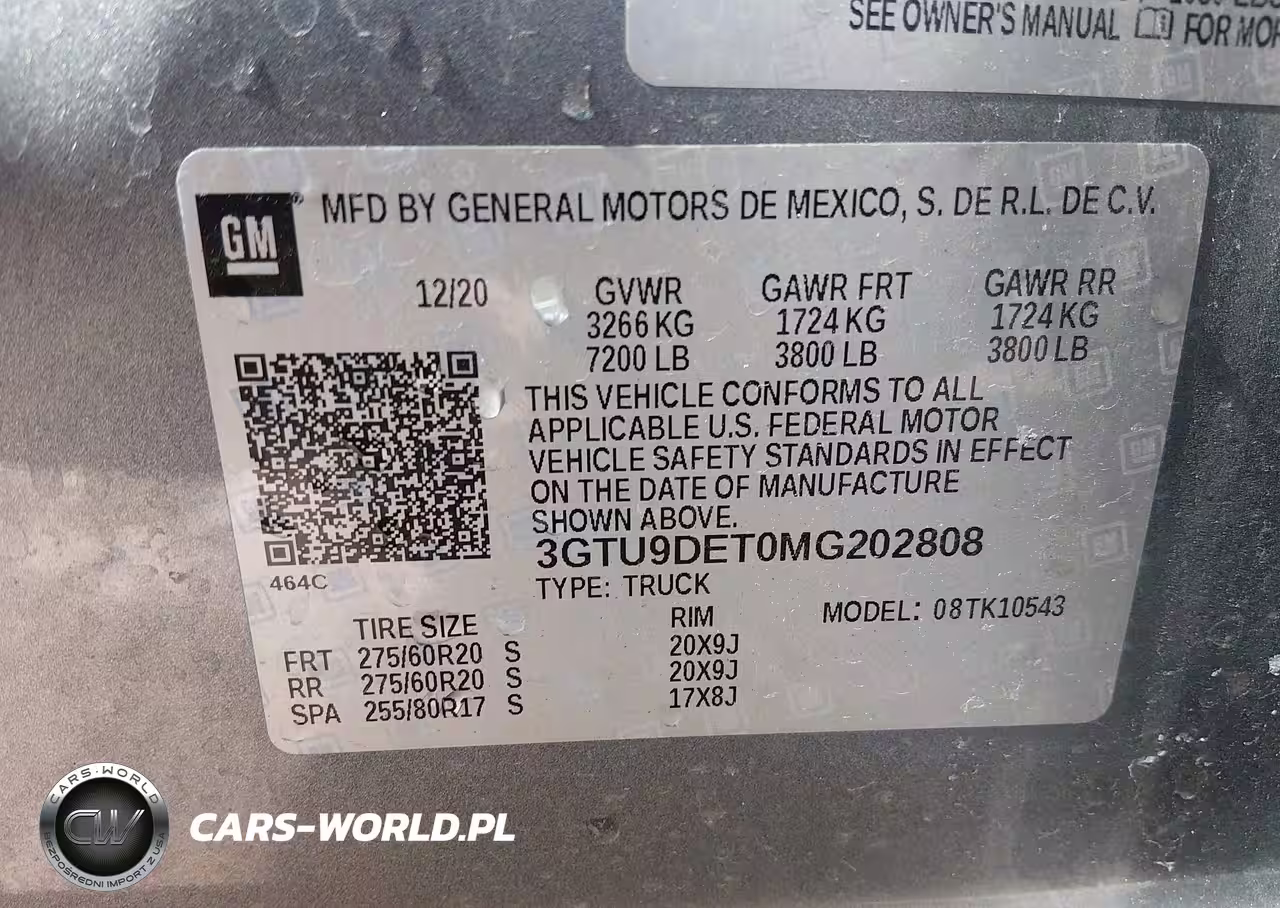 SEE OWNER'S MANUAL FOR
GM
MFD BY GENERAL MOTORS DE MEXICO, S. DE R.L. DE C.V.
12/20 GVWR GAWR FRT GAWR RR
3266 KG 1724 KG 1724 KG
7200 LB 3800 LB 3800 LB
THIS VEHICLE CONFORMS TO ALL
APPLICABLE U.S. FEDERAL MOTOR
VEHICLE SAFETY STANDARDS IN EFFECT
ON THE DATE OF MANUFACTURE
SHOWN ABOVE.
3GTU9DET0MG202808
464C
TYPE: TRUCK
TIRE SIZE RIM MODEL: 08TK10543
FRT 275/60R20 S 20X9J
RR 275/60R20 S 20X9J
SPA 255/80R17 S 17X8J
CARS-WORLD
CW
BEZPOŚREDNI IMPORT Z USA
CARS-WORLD.PL